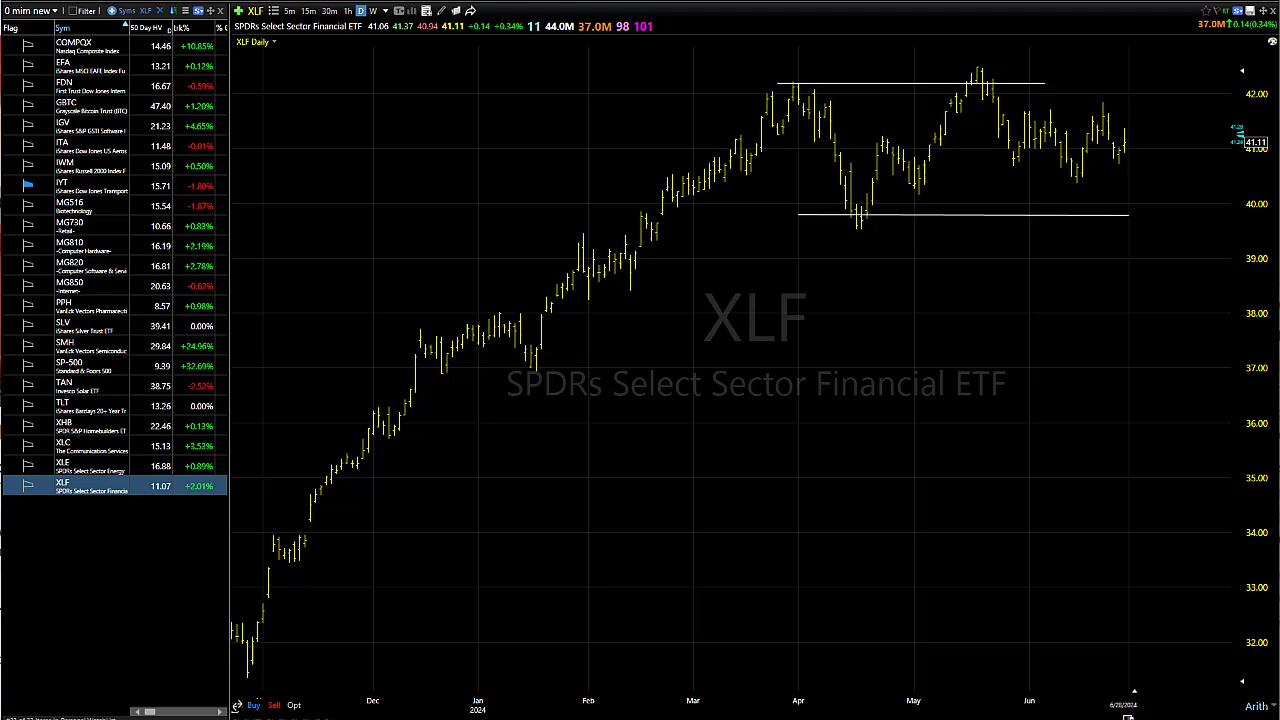 0 min new Filter Syms XLF
XLF 5m 15m 30m 1h D W
37.0M 0.14(0.34%)
SPDRs Select Sector Financial ETF 41.06 41.37 40.94 41.11 +0.14 +0.34% 11 44.0M 37.0M 98 101
Flag Sym 50 Day HV trk% % C
XLF Daily
COMPQX 14.46 +10.85%
Nasdaq Composite Index
EFA 13.21 +0.12%
iShares MSCI EAFE Index Fu
FDN 16.67 -0.59%
First Trust Dow Jones Intern
GBTC 47.40 +1.20%
Grayscale Bitcoin Trust (BTC)
IGV 21.23 +4.65%
iShares S&P GSTI Software I
ITA 11.48 -0.01%
iShares Dow Jones US Aeros
IWM 15.09 +0.50%
iShares Russell 2000 Index F
IYT 15.71 -1.80%
iShares Dow Jones Transport
MG516 15.54 -1.87%
Biotechnology
MG730 10.66 +0.83%
-Retail-
MG810 16.19 +2.19%
-Computer Hardware-
MG820 16.81 +2.78%
-Computer Software & Servi
MG850 20.63 -0.62%
-Internet-
PPH 8.57 +0.98%
VanEck Vectors Pharmaceuti
SLV 39.41 0.00%
iShares Silver Trust ETF
SMH 29.84 +24.96%
VanEck Vectors Semiconduc
SP-500 9.39 +32.69%
Standard & Poors 500
TAN 38.75 -2.52%
Invesco Solar ETF
TLT 13.26 0.00%
iShares Barclays 20+ Year Tr
XHB 22.46 +0.13%
SPDR S&P Homebuilders ET
XLC 15.13 +3.53%
The Communication Services
XLE 16.88 +0.89%
SPDRs Select Sector Energy
XLF 11.07 +2.01%
SPDRs Select Sector Financia
XLF
SPDRs Select Sector Financial ETF
42.00
41.28
41.24
41.11
41.00
40.00
39.00
38.00
37.00
36.00
35.00
34.00
33.00
32.00
Dec Jan Feb Mar Apr May Jun
2024 6/28/2024
Buy Sell Opt
Arith